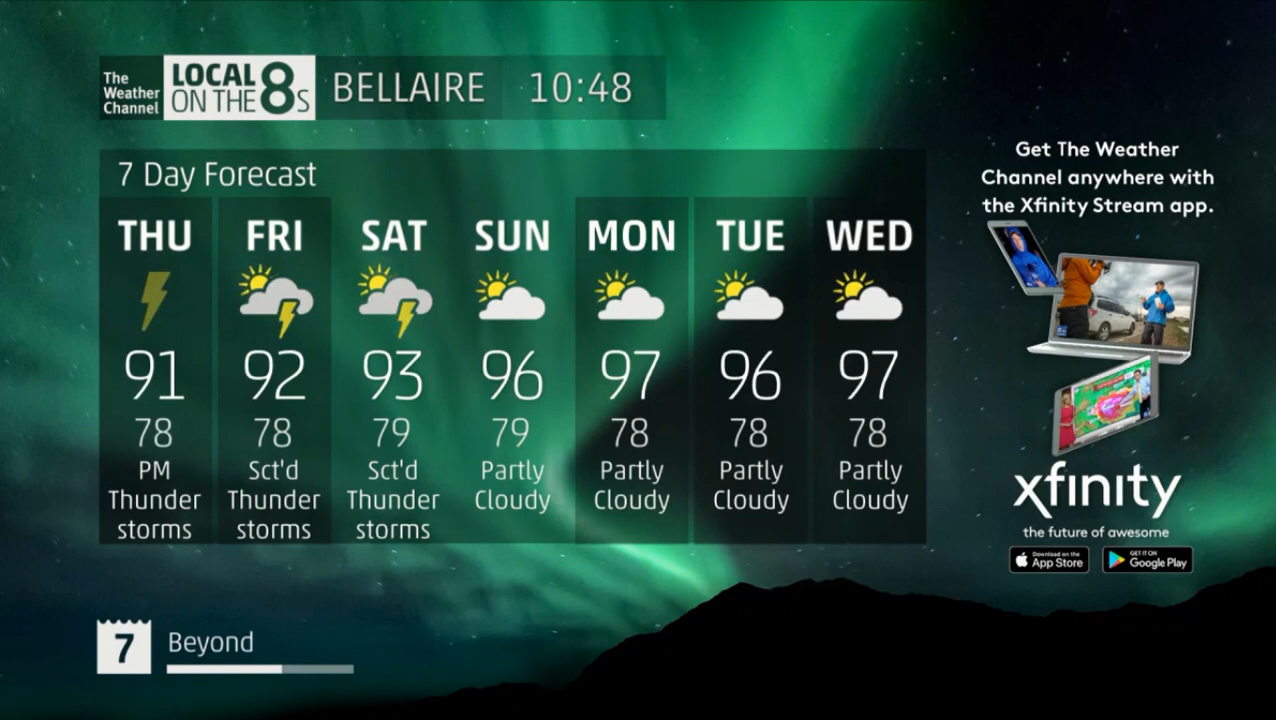 The
Weather
Channel
LOCAL
ON THE 8s
BELLAIRE 10:48
7 Day Forecast
THU FRI SAT SUN MON TUE WED
91 92 93 96 97 96 97
78 78 79 79 78 78 78
PM Sct'd Sct'd Partly Partly Partly Partly
Thunder Thunder Thunder Cloudy Cloudy Cloudy Cloudy
storms storms storms
Get The Weather
Channel anywhere with
the Xfinity Stream app.
xfinity
the future of awesome
Download on the
App Store
GET IT ON
Google Play
7 Beyond